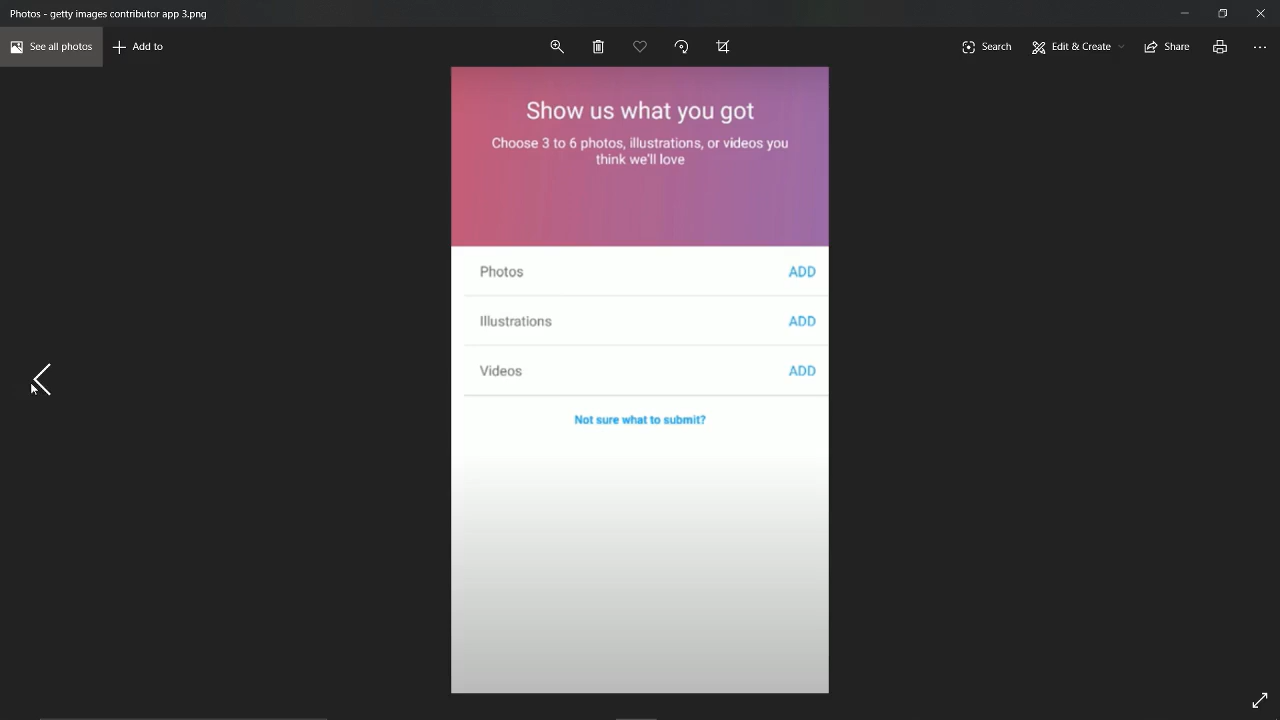 Photos - getty images contributor app 3.png
See all photos
Add to
Search
Edit & Create
Share
Show us what you got
Choose 3 to 6 photos, illustrations, or videos you
think we'll love
Photos
ADD
Illustrations
ADD
Videos
ADD
Not sure what to submit?